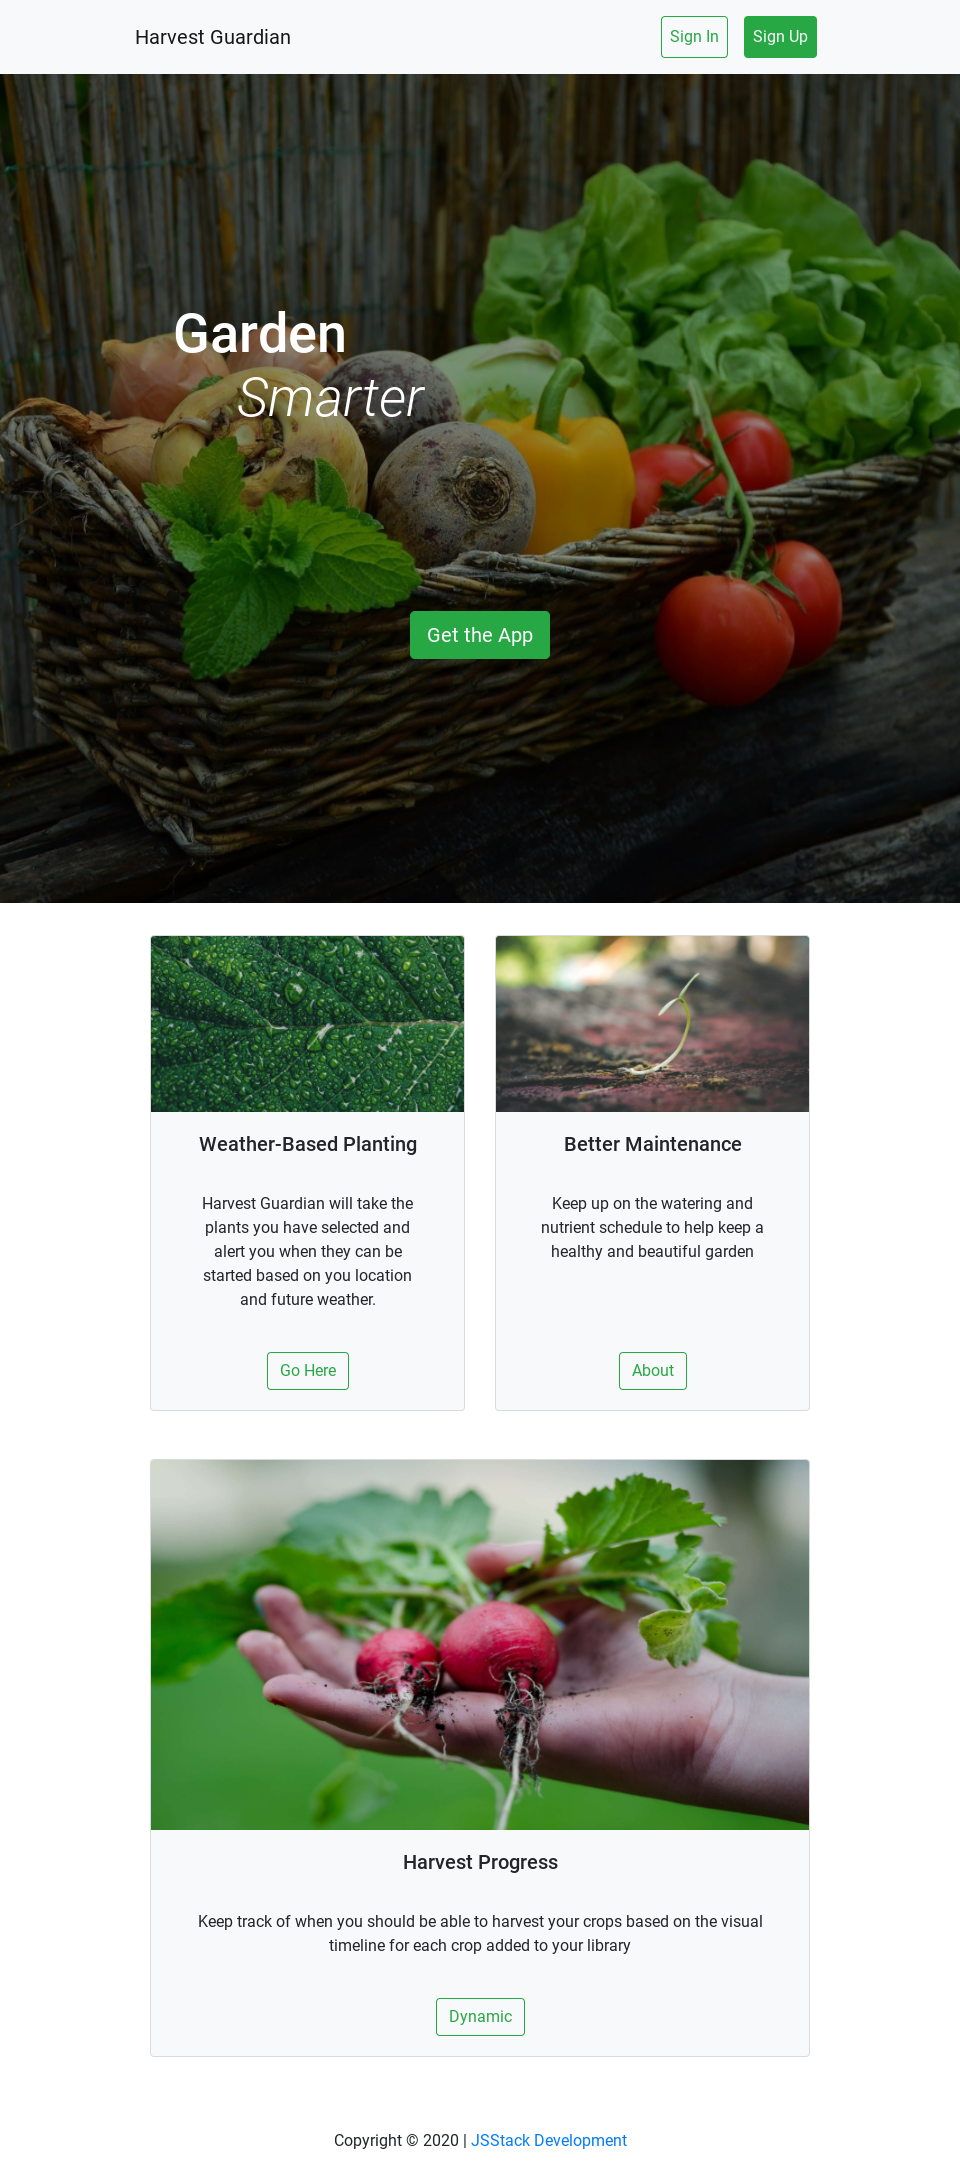 Harvest Guardian
Sign In
Sign Up
Garden
Smarter
Get the App
Weather-Based Planting
Harvest Guardian will take the
plants you have selected and
alert you when they can be
started based on you location
and future weather.
Go Here
Better Maintenance
Keep up on the watering and
nutrient schedule to help keep a
healthy and beautiful garden
About
Harvest Progress
Keep track of when you should be able to harvest your crops based on the visual
timeline for each crop added to your library
Dynamic
Copyright © 2020 | JSStack Development